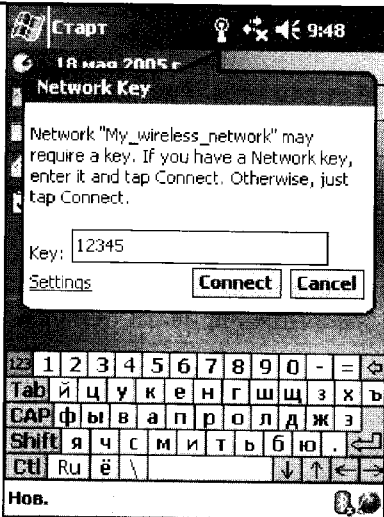 Старт 9:48
18 мая 2005 г.
Network Key
Network "My_wireless_network" may
require a key. If you have a Network key,
enter it and tap Connect. Otherwise, just
tap Connect.
Key: 12345
Settings Connect Cancel
123 1 2 3 4 5 6 7 8 9 0 - =
Tab й ц у к е н г ш щ з х ъ
CAP ф ы в а п р о л д ж э
Shift я ч с м и т ь б ю .
Ctl Ru ё \
Нов.